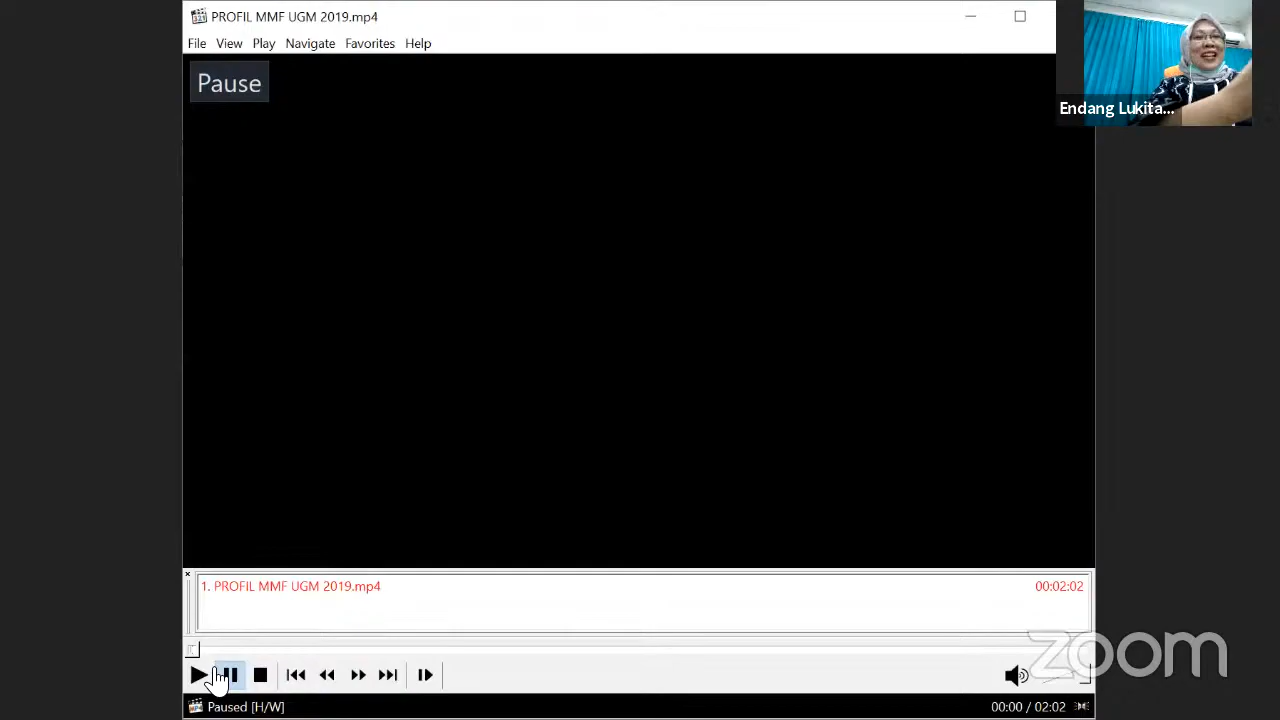 PROFIL MMF UGM 2019.mp4
File View Play Navigate Favorites Help
Pause
Endang Lukita...
1. PROFIL MMF UGM 2019.mp4 00:02:02
zoom
Paused [H/W] 00:00 / 02:02